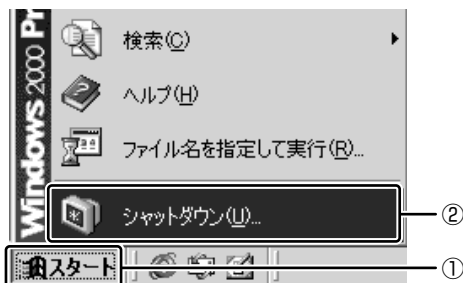 Windows 2000 Pr
検索(C)
ヘルプ(H)
ファイル名を指定して実行(R)...
シャットダウン(U)...
②
スタート
①